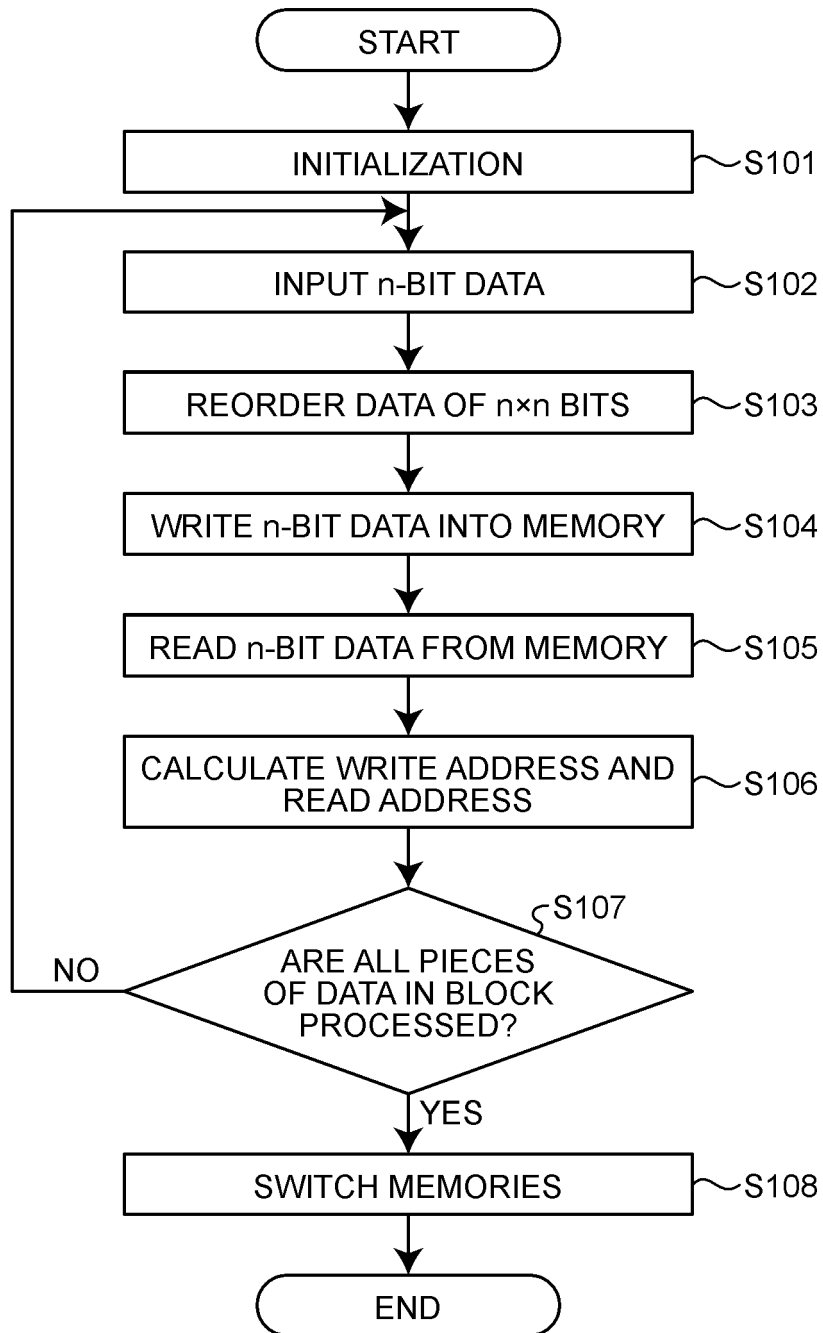 START
INITIALIZATION
S101
INPUT n-BIT DATA
S102
REORDER DATA OF n×n BITS
S103
WRITE n-BIT DATA INTO MEMORY
S104
READ n-BIT DATA FROM MEMORY
S105
CALCULATE WRITE ADDRESS AND
READ ADDRESS
S106
S107
NO
ARE ALL PIECES
OF DATA IN BLOCK
PROCESSED?
YES
SWITCH MEMORIES
S108
END